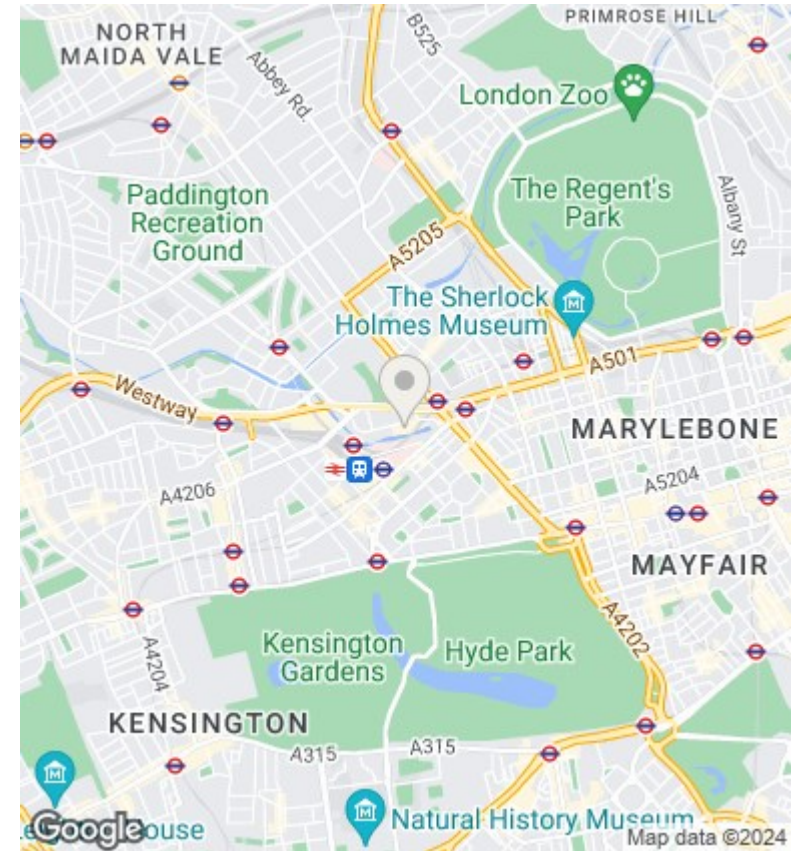 PRIMROSE HILL
NORTH
MAIDA VALE
B525
Abbey Rd.
London Zoo
The Regent's
Park
Albany St
Paddington
Recreation
Ground
A5205
The Sherlock
Holmes Museum
A501
Westway
MARYLEBONE
A4206
A5204
MAYFAIR
A4202
A4204
Kensington
Gardens
Hyde Park
KENSINGTON
A315
A315
Natural History Museum
ouse
Google
Map data ©2024